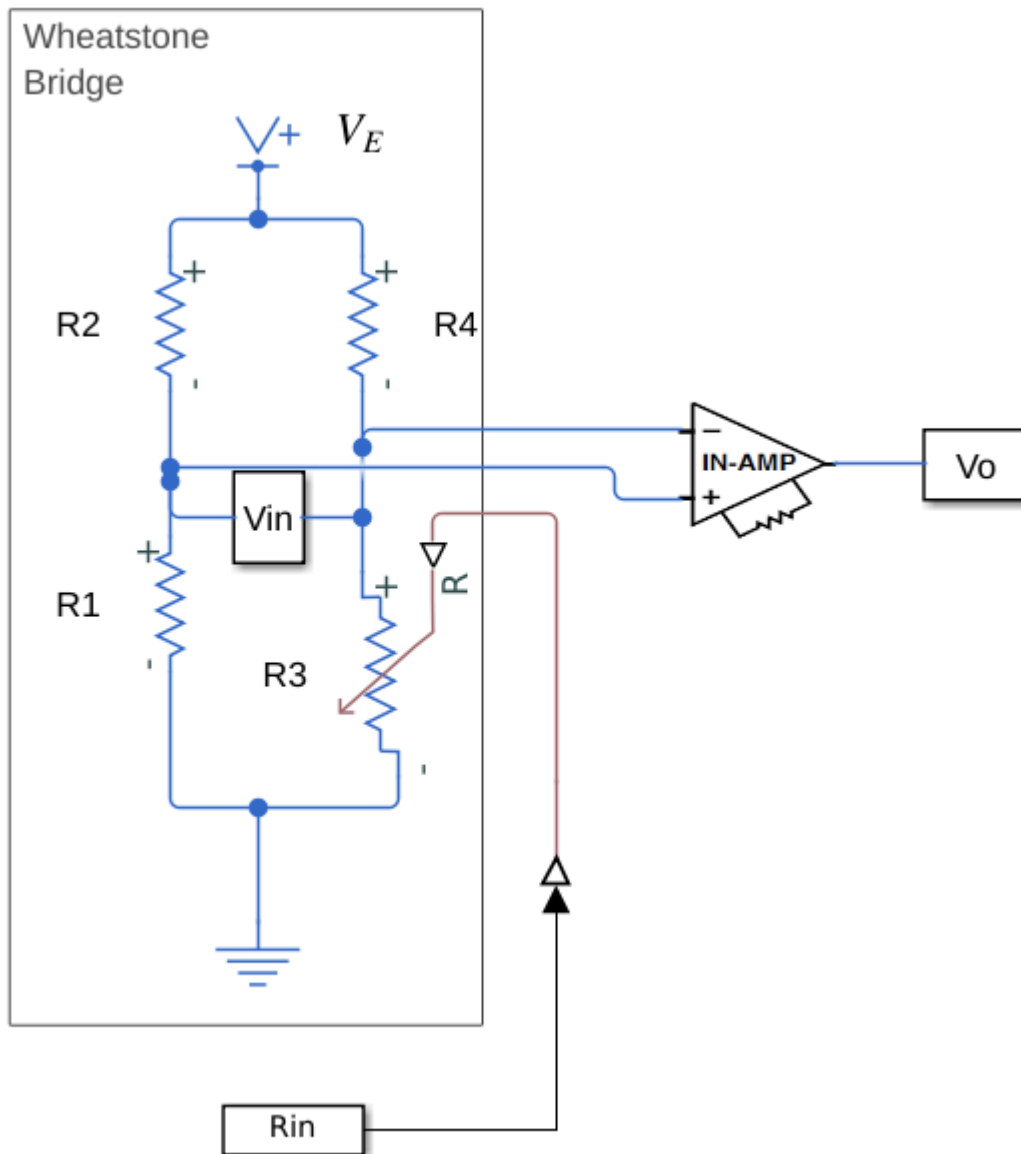 Wheatstone
Bridge
+ V_E
+ +
R2 R4
- -
−
IN-AMP
+
Vo
Vin
+
R
+
R1
-
R3
-
Rin